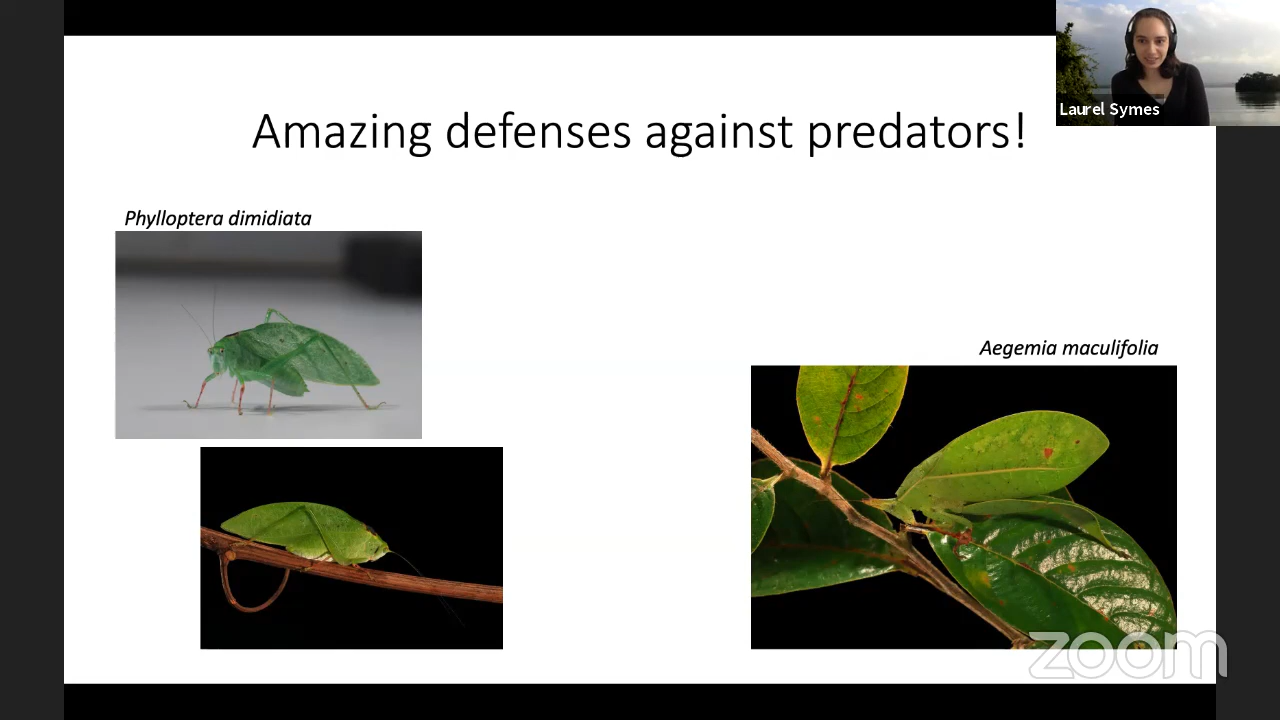 Laurel Symes
Amazing defenses against predators!
Phylloptera dimidiata
Aegemia maculifolia
zoom